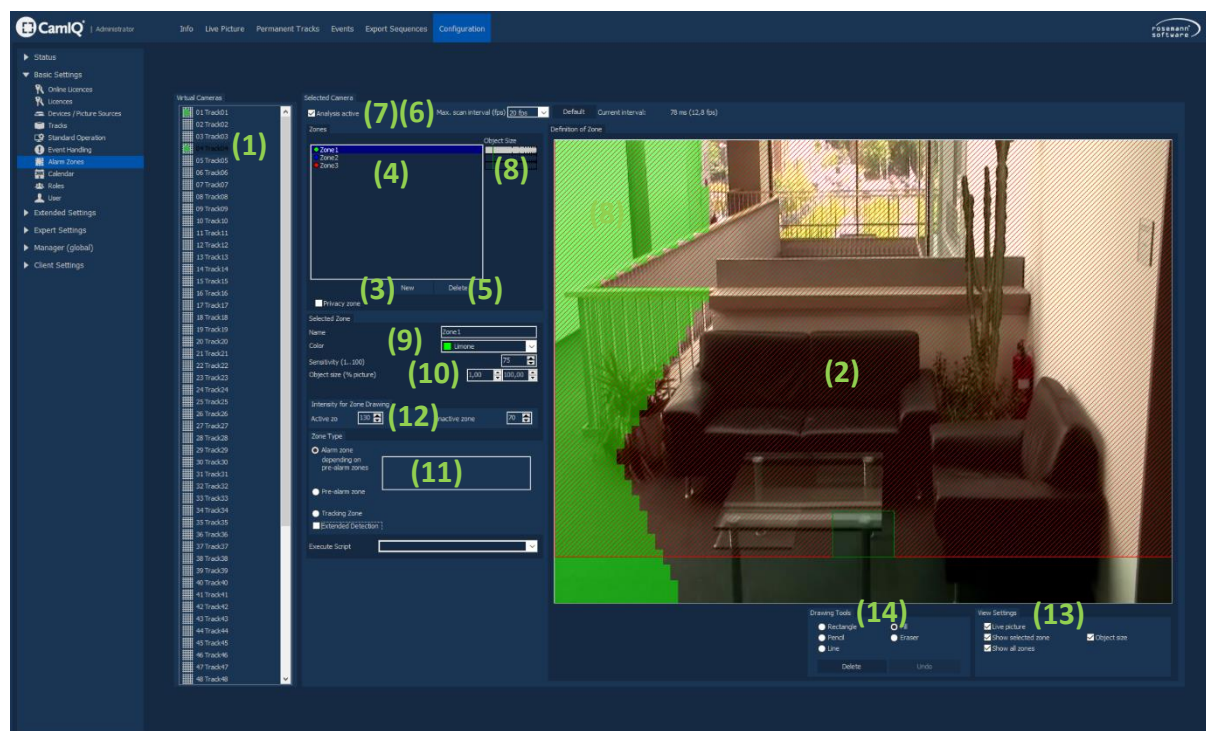 CamIQ | Administrator
Info Live Picture Permanent Tracks Events Export Sequences Configuration
rosemann software
Status
Basic Settings
Online Licences
Licences
Devices / Picture Sources
Tracks
Standard Operation
Event Handling
Alarm Zones
Calendar
Roles
User
Extended Settings
Expert Settings
Manager (global)
Client Settings
Virtual Cameras
01 Track01
02 Track02
03 Track03
(1)
05 Track05
06 Track06
07 Track07
08 Track08
09 Track09
10 Track10
11 Track11
12 Track12
13 Track13
14 Track14
15 Track15
16 Track16
17 Track17
18 Track18
19 Track19
20 Track20
21 Track21
22 Track22
23 Track23
24 Track24
25 Track25
26 Track26
27 Track27
28 Track28
29 Track29
30 Track30
31 Track31
32 Track32
33 Track33
34 Track34
35 Track35
36 Track36
37 Track37
38 Track38
39 Track39
40 Track40
41 Track41
42 Track42
43 Track43
44 Track44
45 Track45
46 Track46
47 Track47
48 Track48
Selected Camera
Analysis active (7) (6) Max. scan interval (fps) 20 fps Default Current interval: 78 ms (12,8 fps)
Zones
Object Size
Zone1
Zone2
Zone3
(4) (8)
(3) New Delete (5)
Privacy zone
Selected Zone
Name Zone1
Color (9) Limone
Sensitivity (1...100) 75
Object size (% picture) (10) 1,00 100,00
Intensity for Zone Drawing
Active zo 130 (12) nactive zone 70
Zone Type
Alarm zone
depending on
pre-alarm zones
(11)
Pre-alarm zone
Tracking Zone
Extended Detection
Execute Script
Definition of Zone
(2)
Drawing Tools (14)
Rectangle
Pencil Eraser
Line
Delete Undo
View Settings (13)
Live picture
Show selected zone Object size
Show all zones